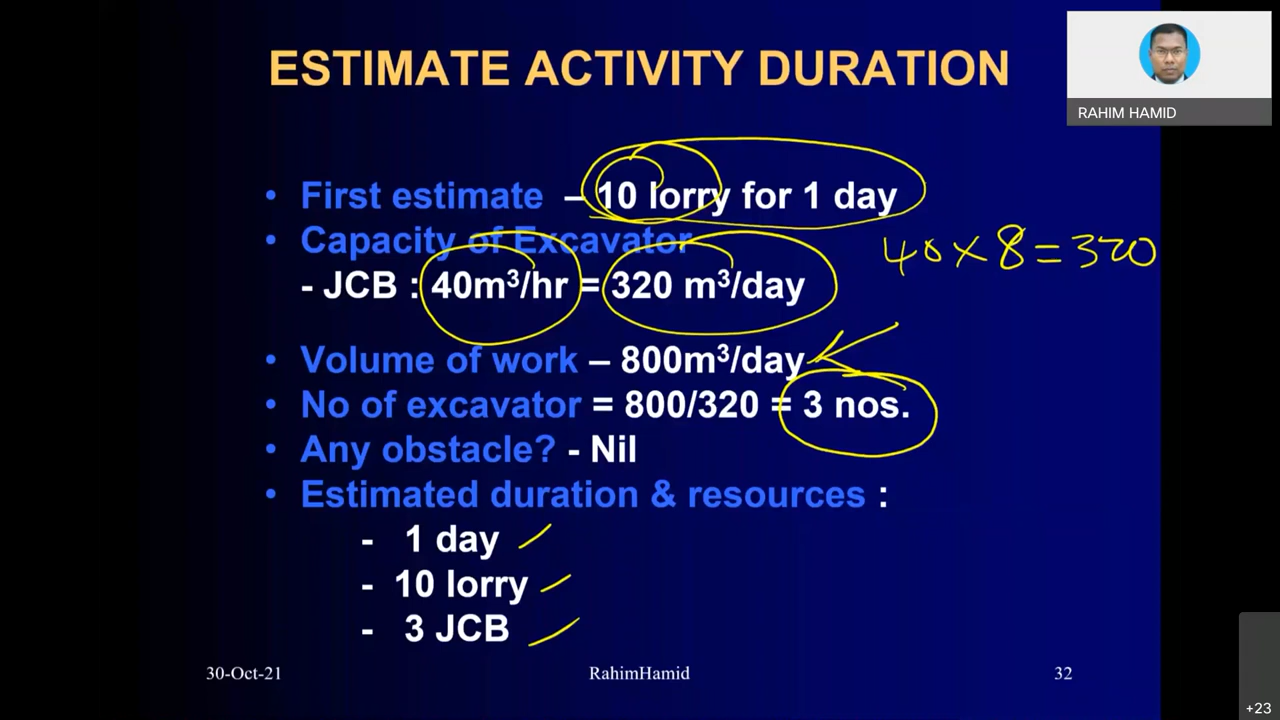 ESTIMATE ACTIVITY DURATION
RAHIM HAMID
• First estimate – 10 lorry for 1 day
• Capacity of Excavator
40 × 8 = 320
- JCB : 40m³/hr = 320 m³/day
• Volume of work – 800m³/day
• No of excavator = 800/320 = 3 nos.
• Any obstacle? - Nil
• Estimated duration & resources :
- 1 day
- 10 lorry
- 3 JCB
30-Oct-21
RahimHamid
32
+23